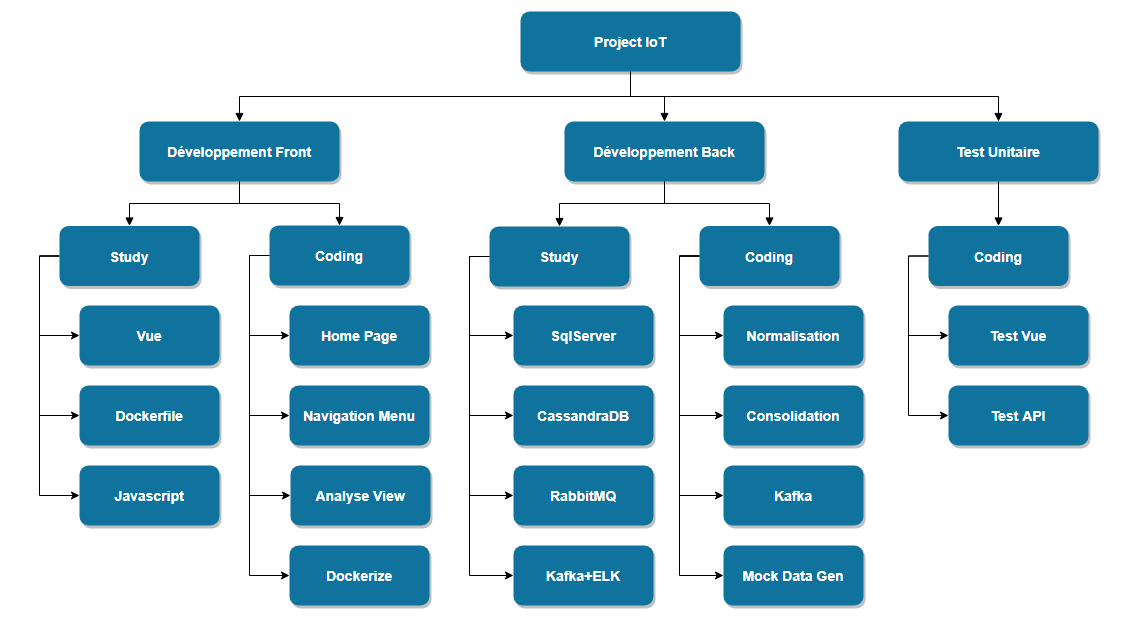 Project IoT
Développement Front
Développement Back
Test Unitaire
Study
Coding
Study
Coding
Coding
Vue
Home Page
SqlServer
Normalisation
Test Vue
Dockerfile
Navigation Menu
CassandraDB
Consolidation
Test API
Javascript
Analyse View
RabbitMQ
Kafka
Dockerize
Kafka+ELK
Mock Data Gen